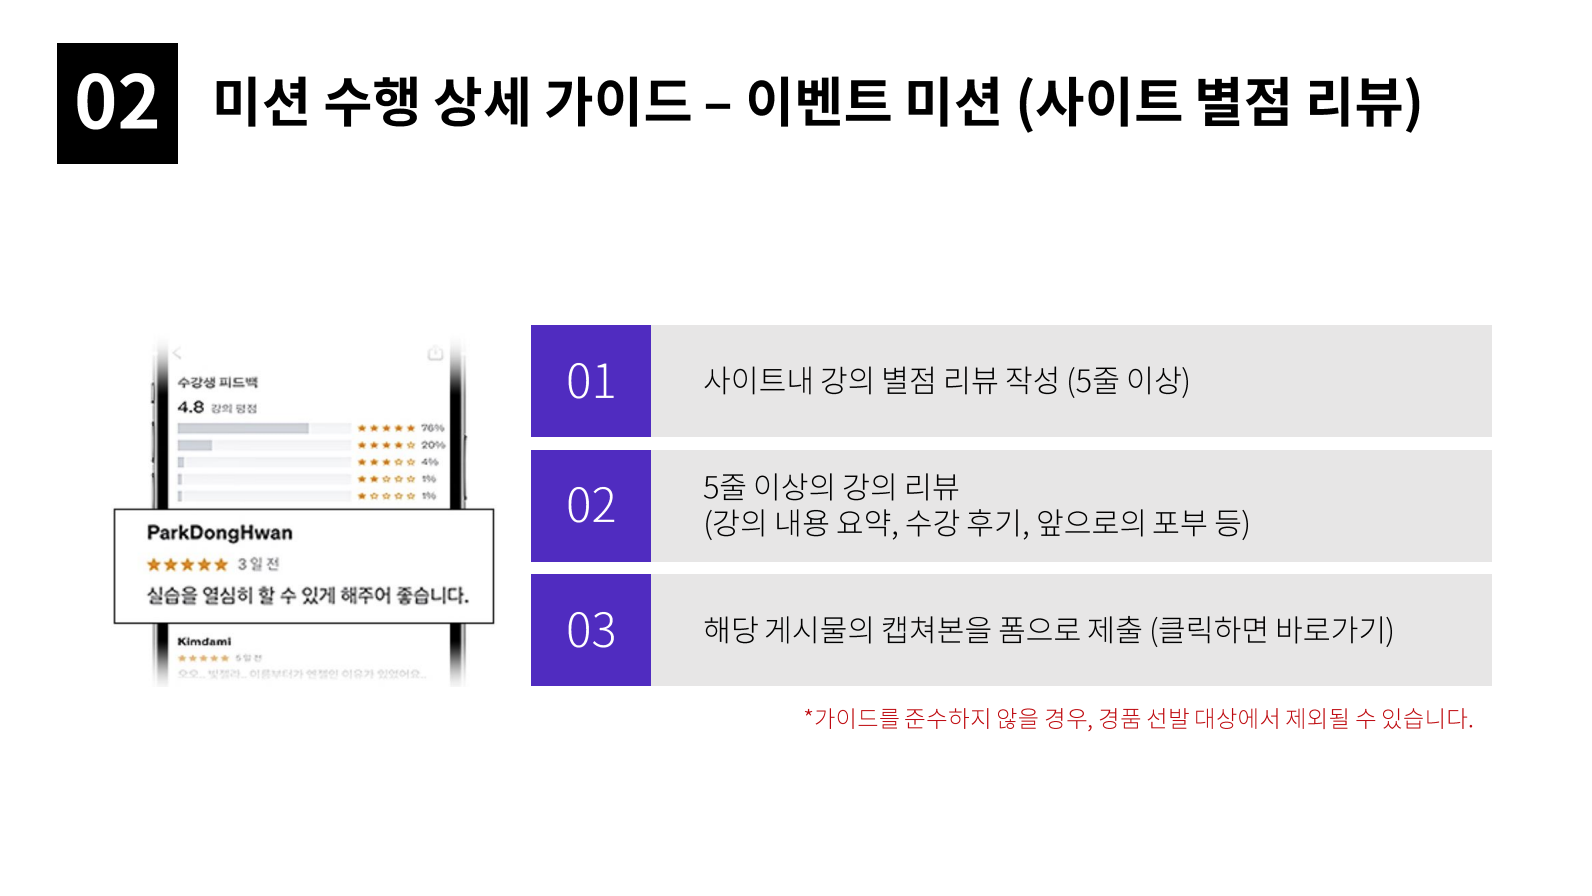 02
미션 수행 상세 가이드 – 이벤트 미션 (사이트 별점 리뷰)
수강생 피드백
4.8 강의 평점
★★★★★ 76%
★★★★☆ 20%
★★★☆☆ 4%
★★☆☆☆ 1%
★☆☆☆☆ 1%
ParkDongHwan
★★★★★ 3일 전
실습을 열심히 할 수 있게 해주어 좋습니다.
Kimdami
★★★★★ 5일 전
01
사이트내 강의 별점 리뷰 작성 (5줄 이상)
02
5줄 이상의 강의 리뷰
(강의 내용 요약, 수강 후기, 앞으로의 포부 등)
03
해당 게시물의 캡쳐본을 폼으로 제출 (클릭하면 바로가기)
*가이드를 준수하지 않을 경우, 경품 선발 대상에서 제외될 수 있습니다.